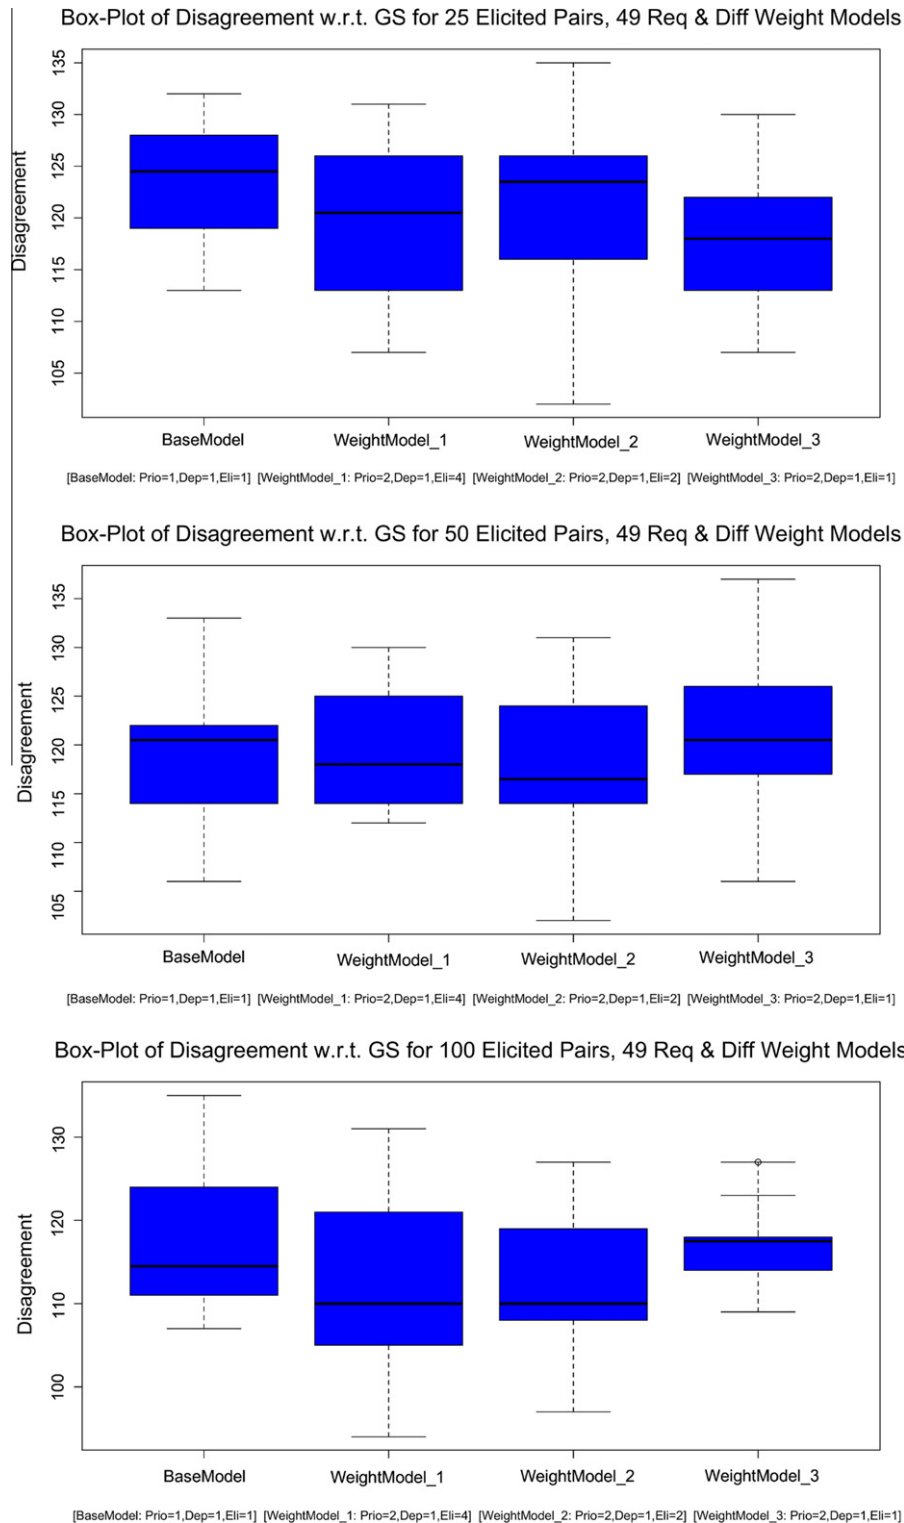 Box-Plot of Disagreement w.r.t. GS for 25 Elicited Pairs, 49 Req & Diff Weight Models
Disagreement
135
130
125
120
115
110
105
BaseModel WeightModel_1 WeightModel_2 WeightModel_3
[BaseModel: Prio=1,Dep=1,Eli=1] [WeightModel_1: Prio=2,Dep=1,Eli=4] [WeightModel_2: Prio=2,Dep=1,Eli=2] [WeightModel_3: Prio=2,Dep=1,Eli=1]
Box-Plot of Disagreement w.r.t. GS for 50 Elicited Pairs, 49 Req & Diff Weight Models
Disagreement
135
130
125
120
115
110
105
BaseModel WeightModel_1 WeightModel_2 WeightModel_3
[BaseModel: Prio=1,Dep=1,Eli=1] [WeightModel_1: Prio=2,Dep=1,Eli=4] [WeightModel_2: Prio=2,Dep=1,Eli=2] [WeightModel_3: Prio=2,Dep=1,Eli=1]
Box-Plot of Disagreement w.r.t. GS for 100 Elicited Pairs, 49 Req & Diff Weight Models
Disagreement
130
120
110
100
BaseModel WeightModel_1 WeightModel_2 WeightModel_3
[BaseModel: Prio=1,Dep=1,Eli=1] [WeightModel_1: Prio=2,Dep=1,Eli=4] [WeightModel_2: Prio=2,Dep=1,Eli=2] [WeightModel_3: Prio=2,Dep=1,Eli=1]